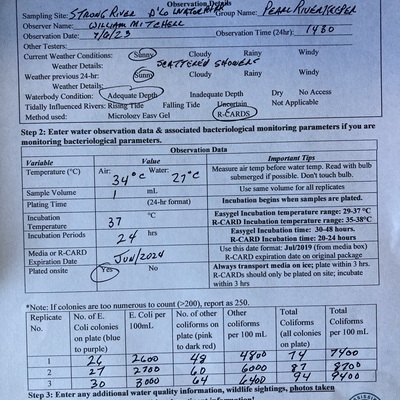 Observation Details
Sampling Site: STRONG RIVER D'LO WATER PARK Group Name: PEARL RIVERKEEPER
Observer Name: WILLIAM MITCHELL
Observation Date: 7/8/23 Observation Time (24hr): 1430
Other Testers:
Current Weather Conditions: Sunny Cloudy Rainy Windy
Weather Details: SCATTERED SHOWERS
Weather previous 24-hr: Sunny Cloudy Rainy Windy
Weather Details:
Waterbody Condition: Adequate Depth Inadequate Depth Dry No Access
Tidally Influenced Rivers: Rising Tide Falling Tide Uncertain Not Applicable
Method used: Micrology Easy Gel R-CARDS
Step 2: Enter water observation data & associated bacteriological monitoring parameters if you are
monitoring bacteriological parameters.
Observation Data
Variable Value Important Tips
Temperature (°C) Air: 34°C Water: 27°C Measure air temp before water temp. Read with bulb submerged if possible. Don't touch bulb.
Sample Volume 1 mL Use same volume for all replicates
Plating Time (24-hr format) Incubation begins when samples are plated.
Incubation Temperature 37 °C Easygel Incubation temperature range: 29-37 °C R-CARD Incubation temperature range: 35-38°C
Incubation Periods 24 hrs Easygel Incubation time: 30-48 hours. R-CARD Incubation time: 20-24 hours
Media or R-CARD Expiration Date JUN/2024 Use this date format: Jul/2019 (from media box) R-CARD expiration date on original package
Plated onsite Yes No Always transport media on ice; plate within 3 hrs. R-CARDs should only be plated on site; incubate within 3 hrs.
*Note: If colonies are too numerous to count (>200), report as 250.
Replicate No. No. of E. Coli colonies on plate (blue to purple) E. Coli per 100mL No. of other coliforms on plate (pink to dark red) Other coliforms per 100 mL Total Coliforms (all colonies on plate) Total coliforms per 100 mL
1 26 2600 48 4800 74 7400
2 27 2700 60 6000 87 8700
3 30 3000 64 6400 94 9400
Step 3: Enter any additional water quality information, wildlife sightings, photos taken